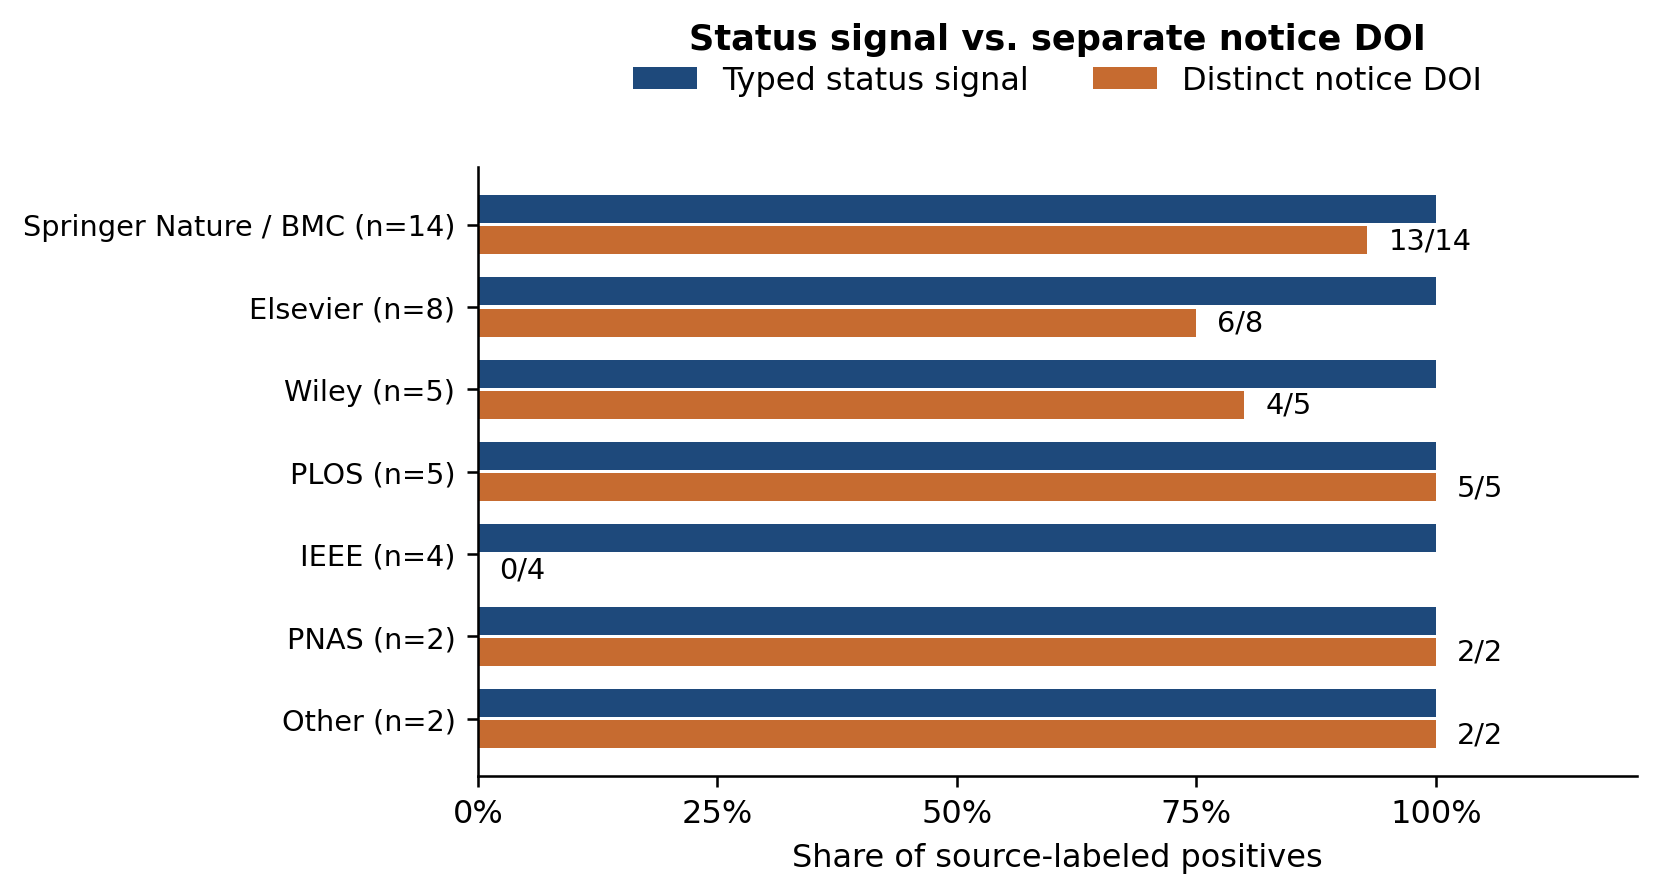 Status signal vs. separate notice DOI
Typed status signal
Distinct notice DOI
Springer Nature / BMC (n=14)
13/14
Elsevier (n=8)
6/8
Wiley (n=5)
4/5
PLOS (n=5)
5/5
IEEE (n=4)
0/4
PNAS (n=2)
2/2
Other (n=2)
2/2
0%
25%
50%
75%
100%
Share of source-labeled positives